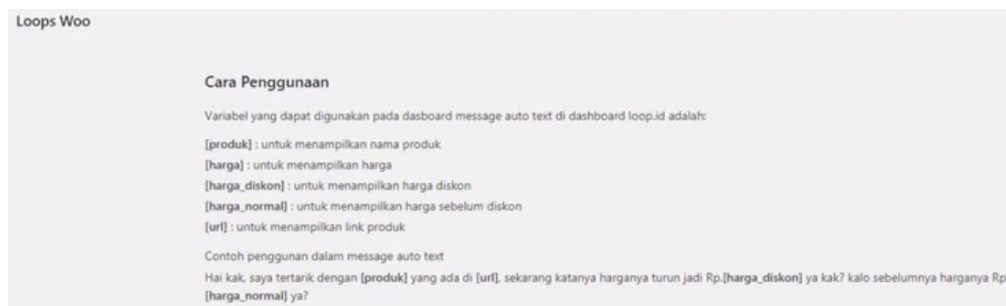 Loops Woo
Cara Penggunaan
Variabel yang dapat digunakan pada dasboard message auto text di dashboard loop.id adalah:
[produk] : untuk menampilkan nama produk
[harga] : untuk menampilkan harga
[harga_diskon] : untuk menampilkan harga diskon
[harga_normal] : untuk menampilkan harga sebelum diskon
[url] : untuk menampilkan link produk
Contoh penggunan dalam message auto text
Hai kak, saya tertarik dengan [produk] yang ada di [url], sekarang katanya harganya turun jadi Rp.[harga_diskon] ya kak? kalo sebelumnya harganya Rp
[harga_normal] ya?